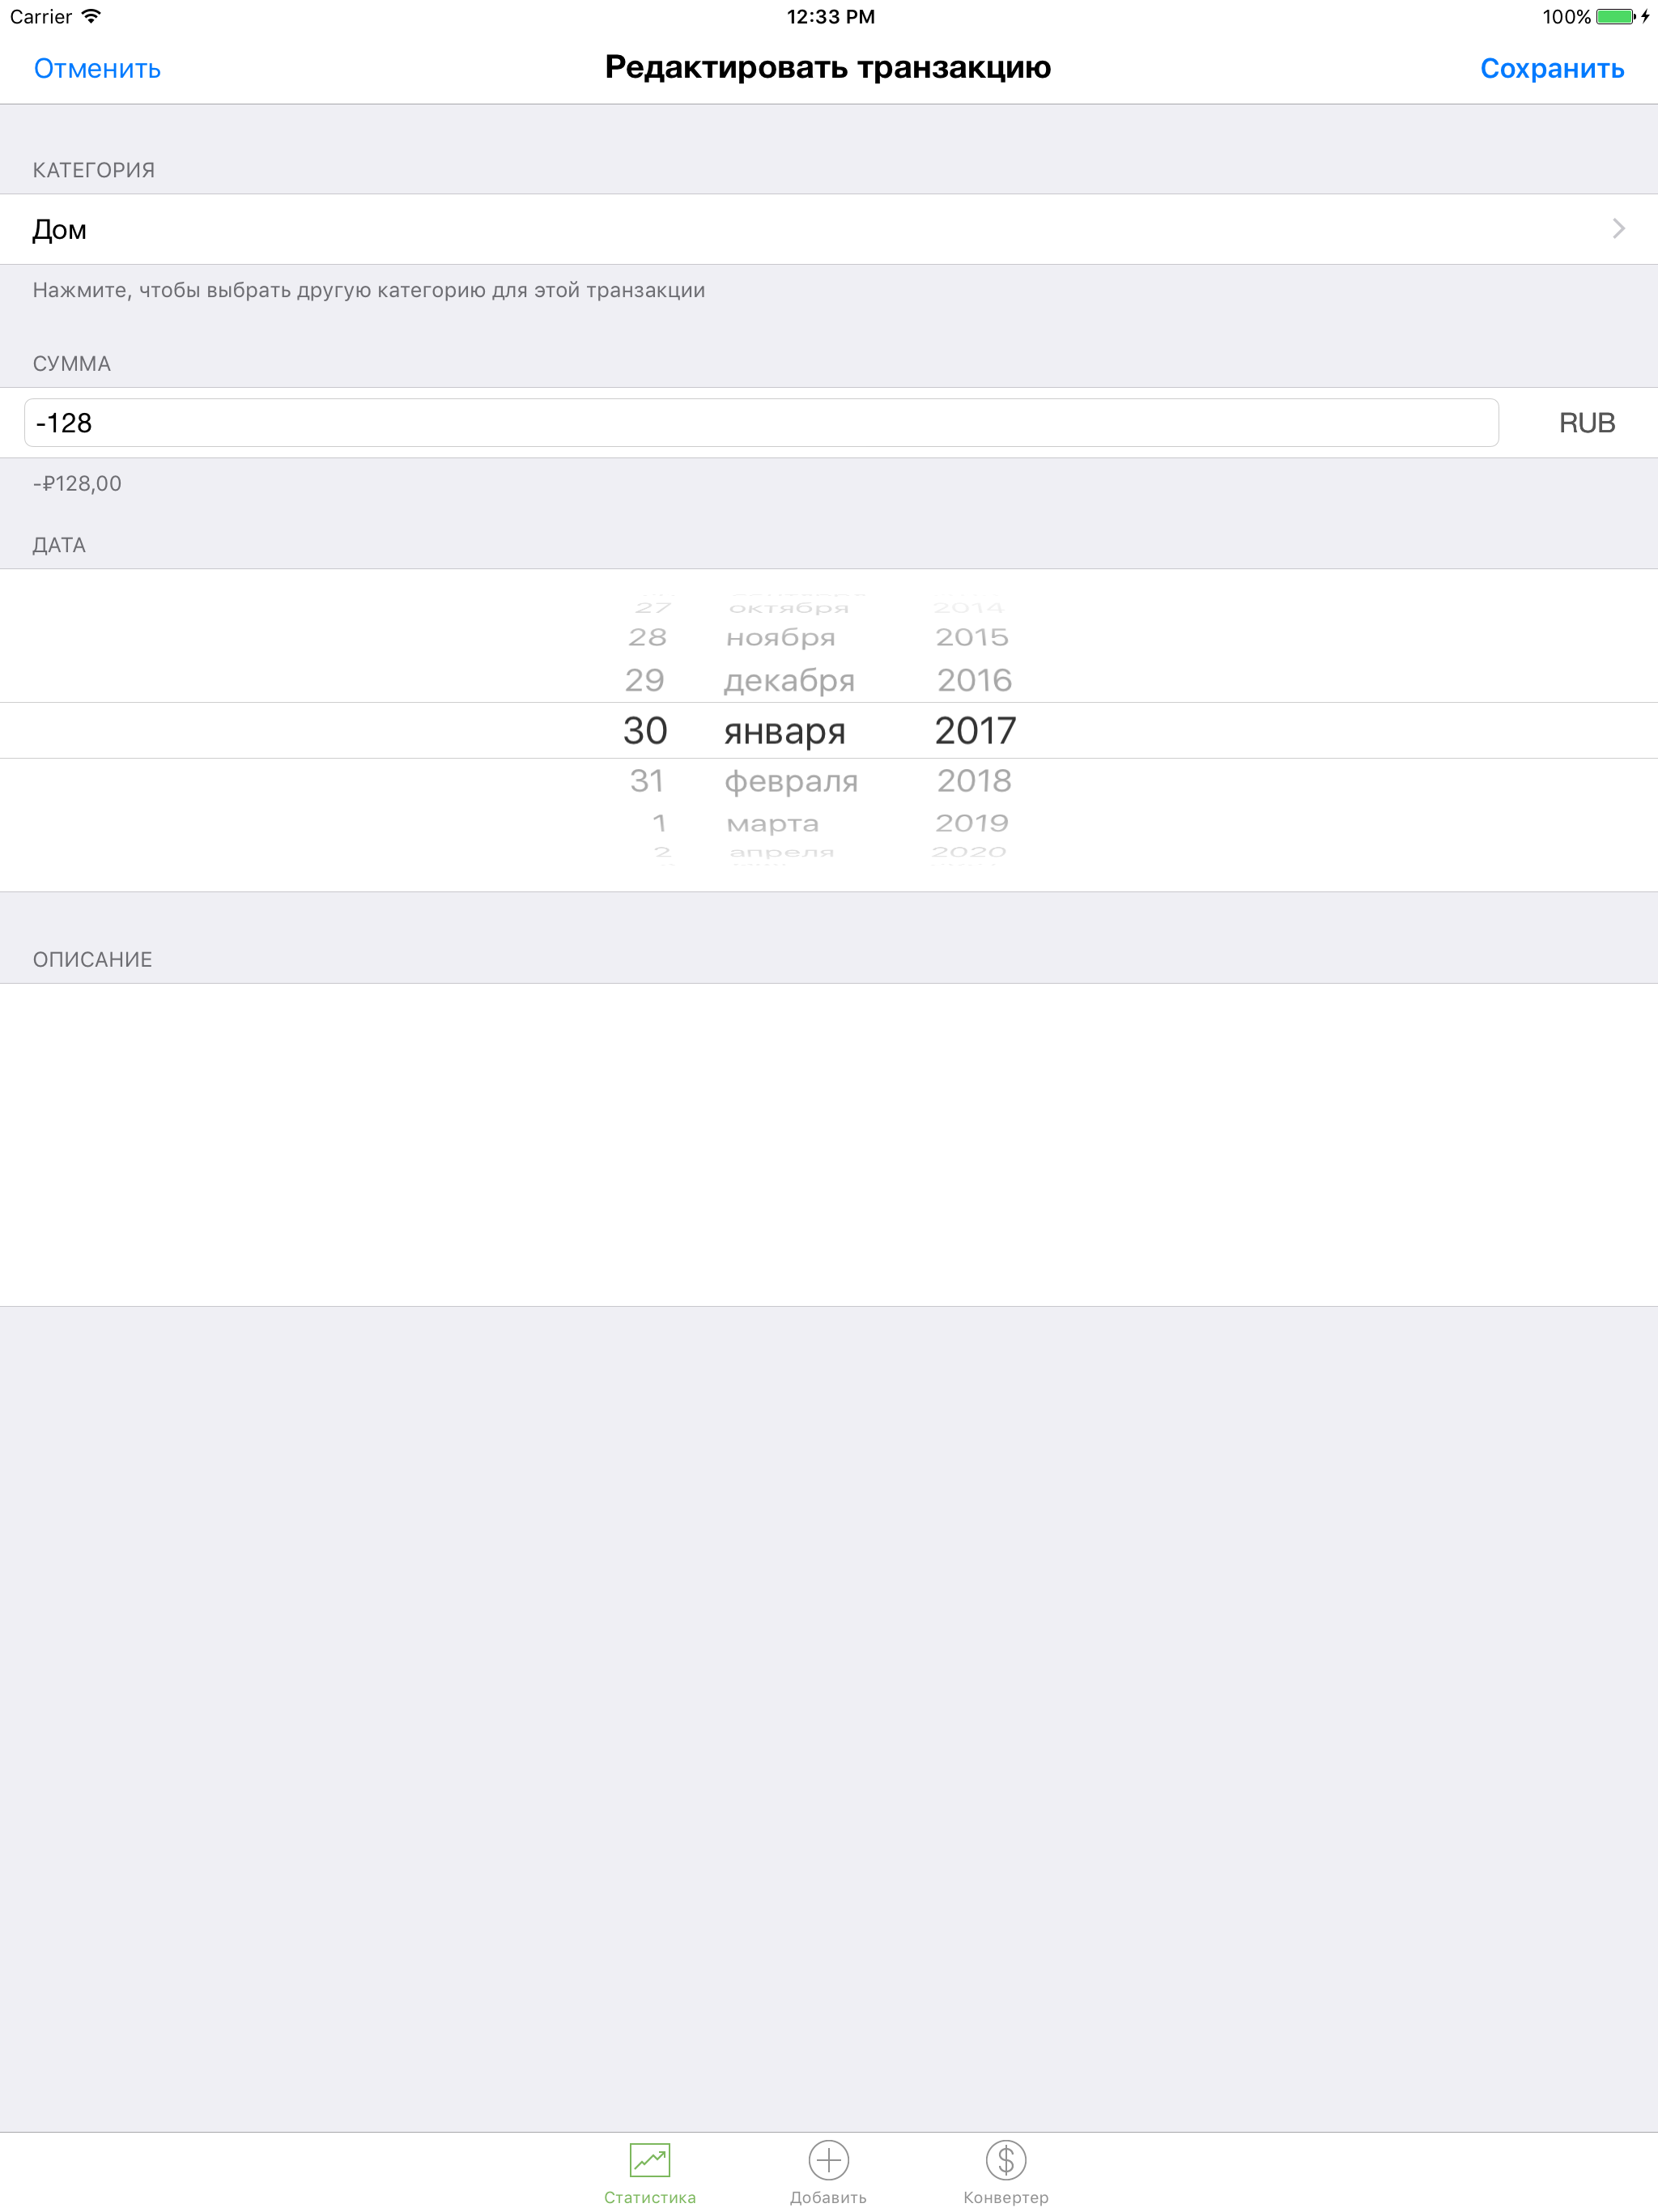 Carrier 12:33 PM 100%
Отменить Редактировать транзакцию Сохранить
КАТЕГОРИЯ
Дом
Нажмите, чтобы выбрать другую категорию для этой транзакции
СУММА
-128 RUB
-₽128,00
ДАТА
27 октября 2014
28 ноября 2015
29 декабря 2016
30 января 2017
31 февраля 2018
1 марта 2019
2 апреля 2020
ОПИСАНИЕ
Статистика Добавить Конвертер